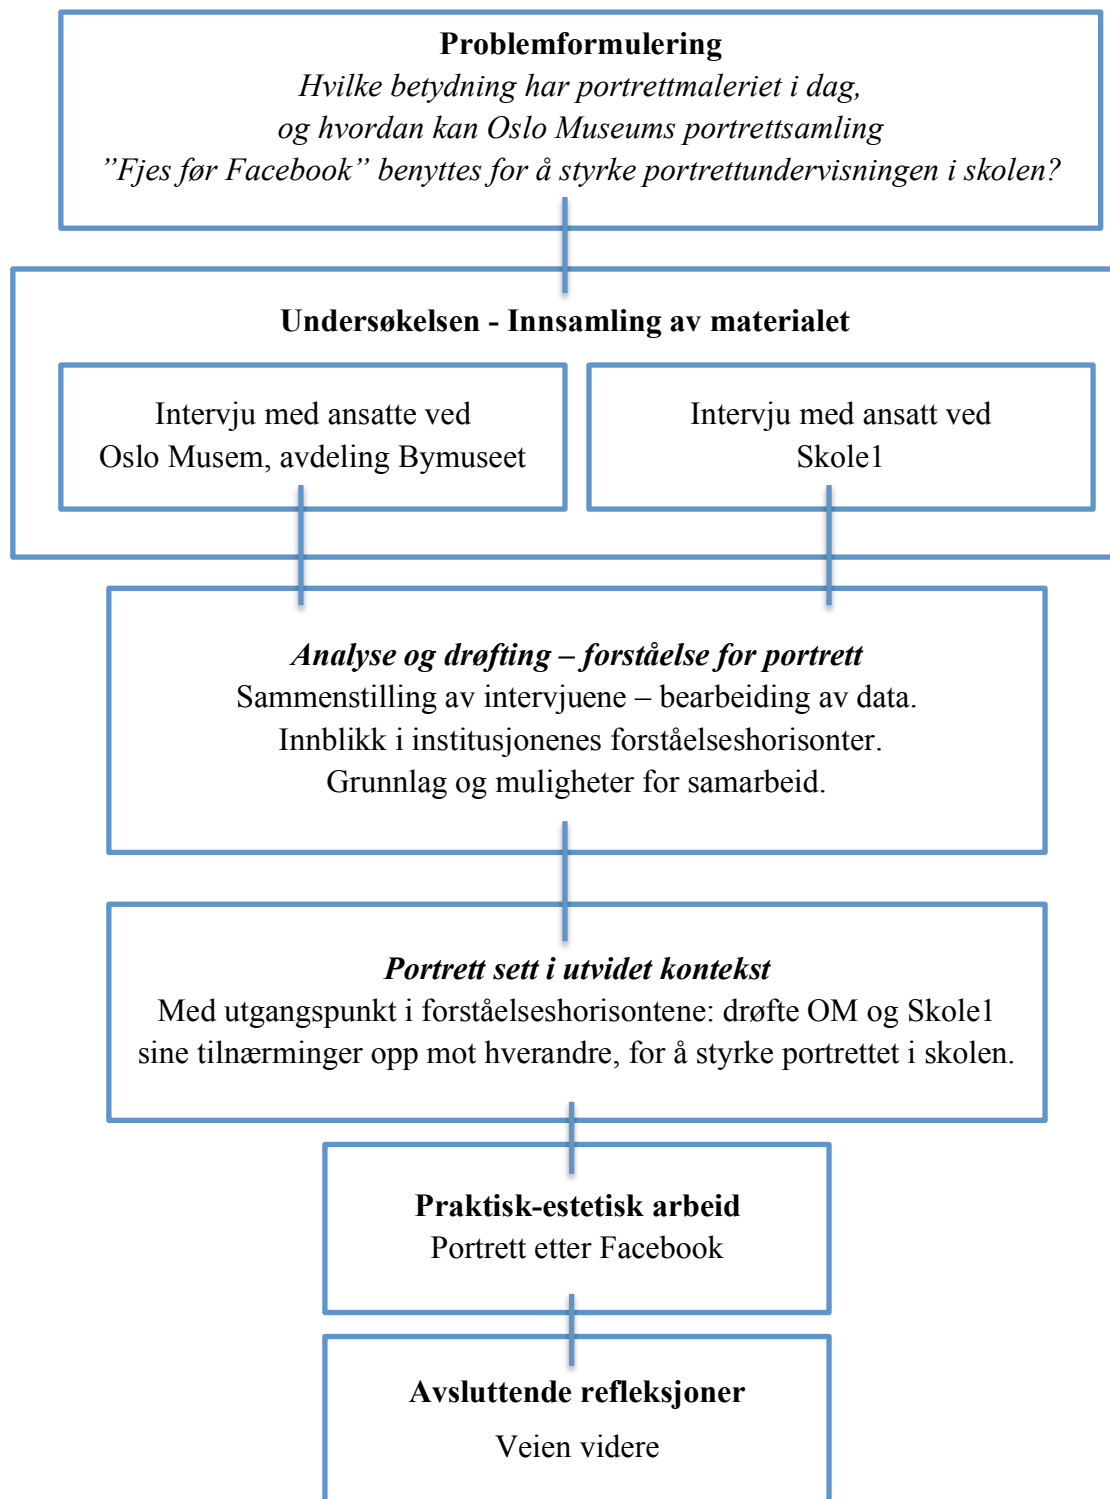 Problemformulering
Hvilke betydning har portrettmaleriet i dag,
og hvordan kan Oslo Museums portrettsamling
”Fjes før Facebook” benyttes for å styrke portrettundervisningen i skolen?
Undersøkelsen - Innsamling av materialet
Intervju med ansatte ved
Oslo Musem, avdeling Bymuseet
Intervju med ansatt ved
Skole1
Analyse og drøfting – forståelse for portrett
Sammenstilling av intervjuene – bearbeiding av data.
Innblikk i institusjonenes forståelseshorisonter.
Grunnlag og muligheter for samarbeid.
Portrett sett i utvidet kontekst
Med utgangspunkt i forståelseshorisontene: drøfte OM og Skole1
sine tilnærminger opp mot hverandre, for å styrke portrettet i skolen.
Praktisk-estetisk arbeid
Portrett etter Facebook
Avsluttende refleksjoner
Veien videre